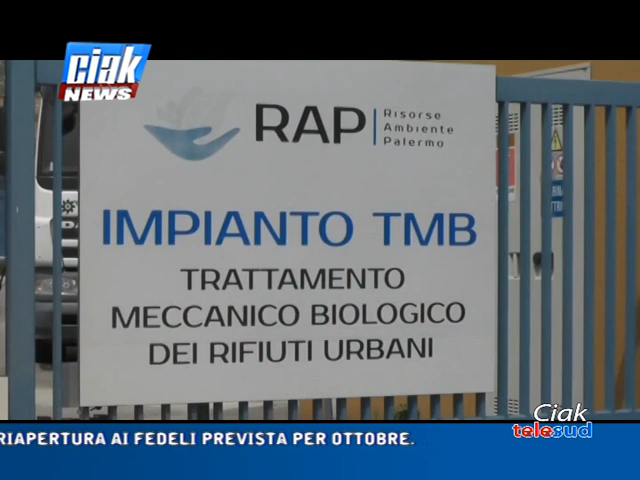 ciak
NEWS
RAP
Risorse
Ambiente
Palermo
IMPIANTO TMB
TRATTAMENTO
MECCANICO BIOLOGICO
DEI RIFIUTI URBANI
Ciak
telesud
RIAPERTURA AI FEDELI PREVISTA PER OTTOBRE.